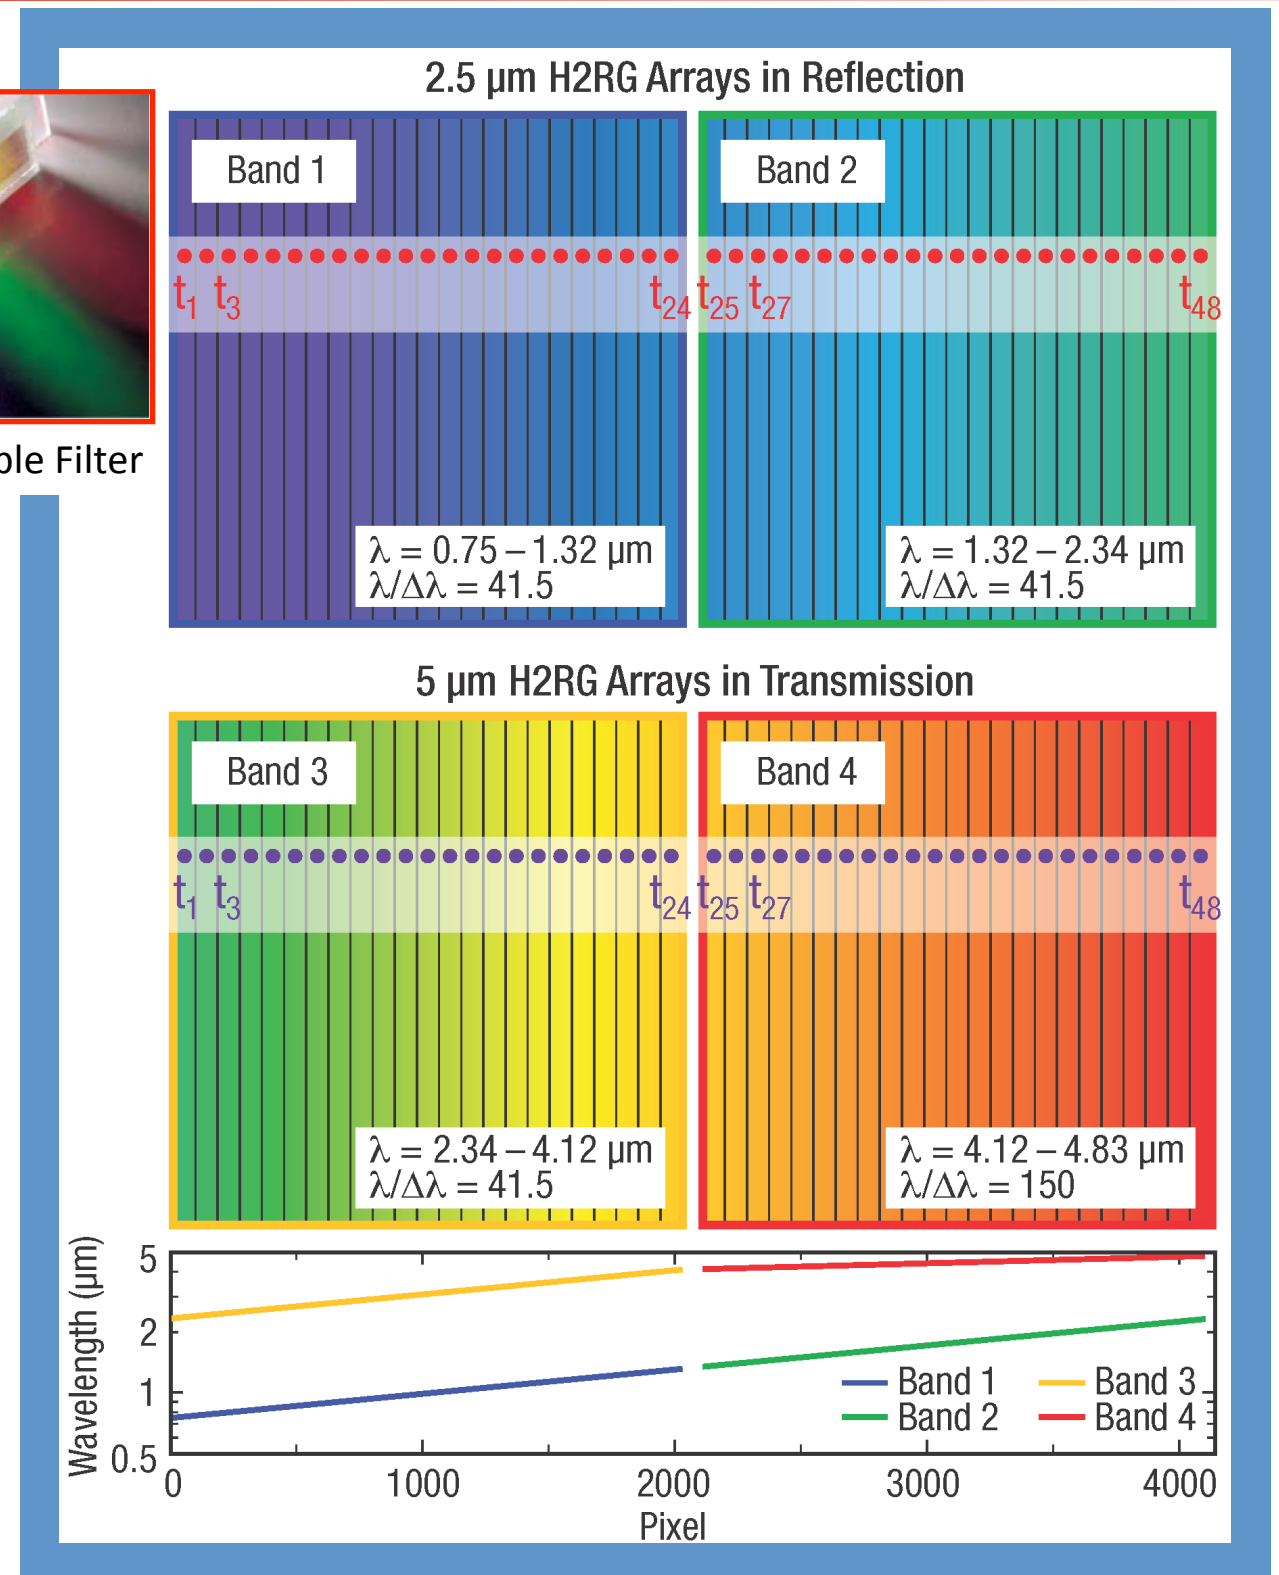 2.5 µm H2RG Arrays in Reflection
Band 1
Band 2
t1 t3 t24 t25 t27 t48
λ = 0.75 – 1.32 µm
λ/Δλ = 41.5
λ = 1.32 – 2.34 µm
λ/Δλ = 41.5
Filter
5 µm H2RG Arrays in Transmission
Band 3
Band 4
t1 t3 t24 t25 t27 t48
λ = 2.34 – 4.12 µm
λ/Δλ = 41.5
λ = 4.12 – 4.83 µm
λ/Δλ = 150
Wavelength (µm)
5
2
1
0.5
Band 1
Band 2
Band 3
Band 4
0 1000 2000 3000 4000
Pixel